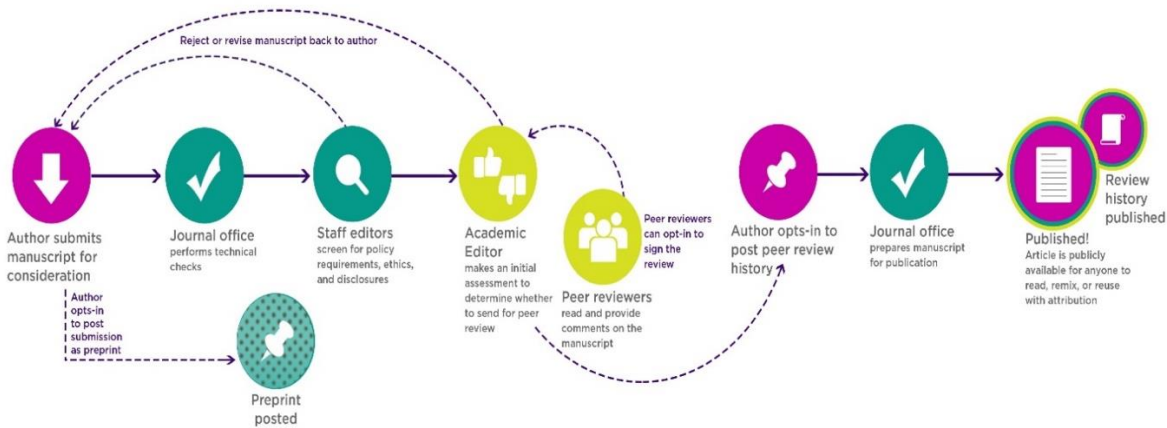 Reject or revise manuscript back to author
Author submits
manuscript for
consideration
Journal office
performs technical
checks
Staff editors
screen for policy
requirements, ethics,
and disclosures
Academic
Editor
makes an initial
assessment to
determine whether
to send for peer
review
Peer reviewers
read and provide
comments on the
manuscript
Peer reviewers
can opt-in to
sign the
review
Author opts-in to
post peer review
history
Journal office
prepares manuscript
for publication
Published!
Article is publicly
available for anyone to
read, remix, or reuse
with attribution
Review
history
published
Author
opts-in
to post
submission
as preprint
Preprint
posted